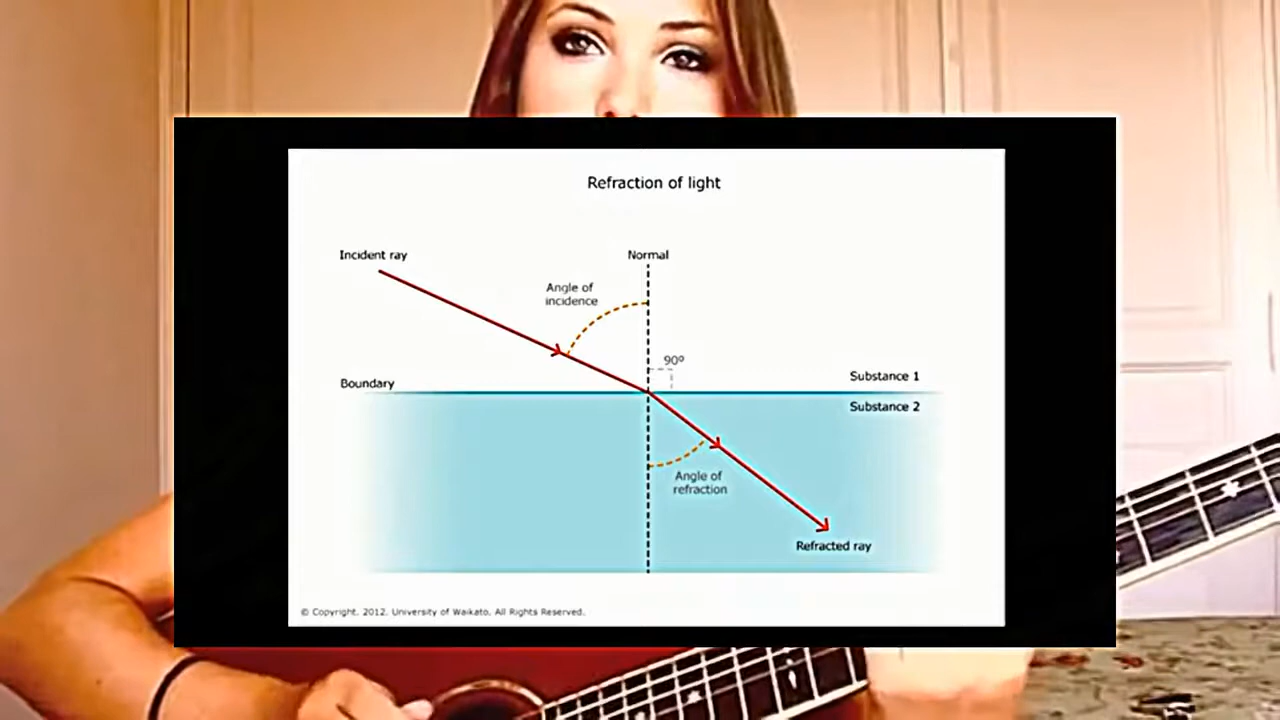 Refraction of light
Incident ray
Normal
Angle of
incidence
90º
Boundary
Substance 1
Substance 2
Angle of
refraction
Refracted ray
© Copyright. 2012. University of Waikato. All Rights Reserved.